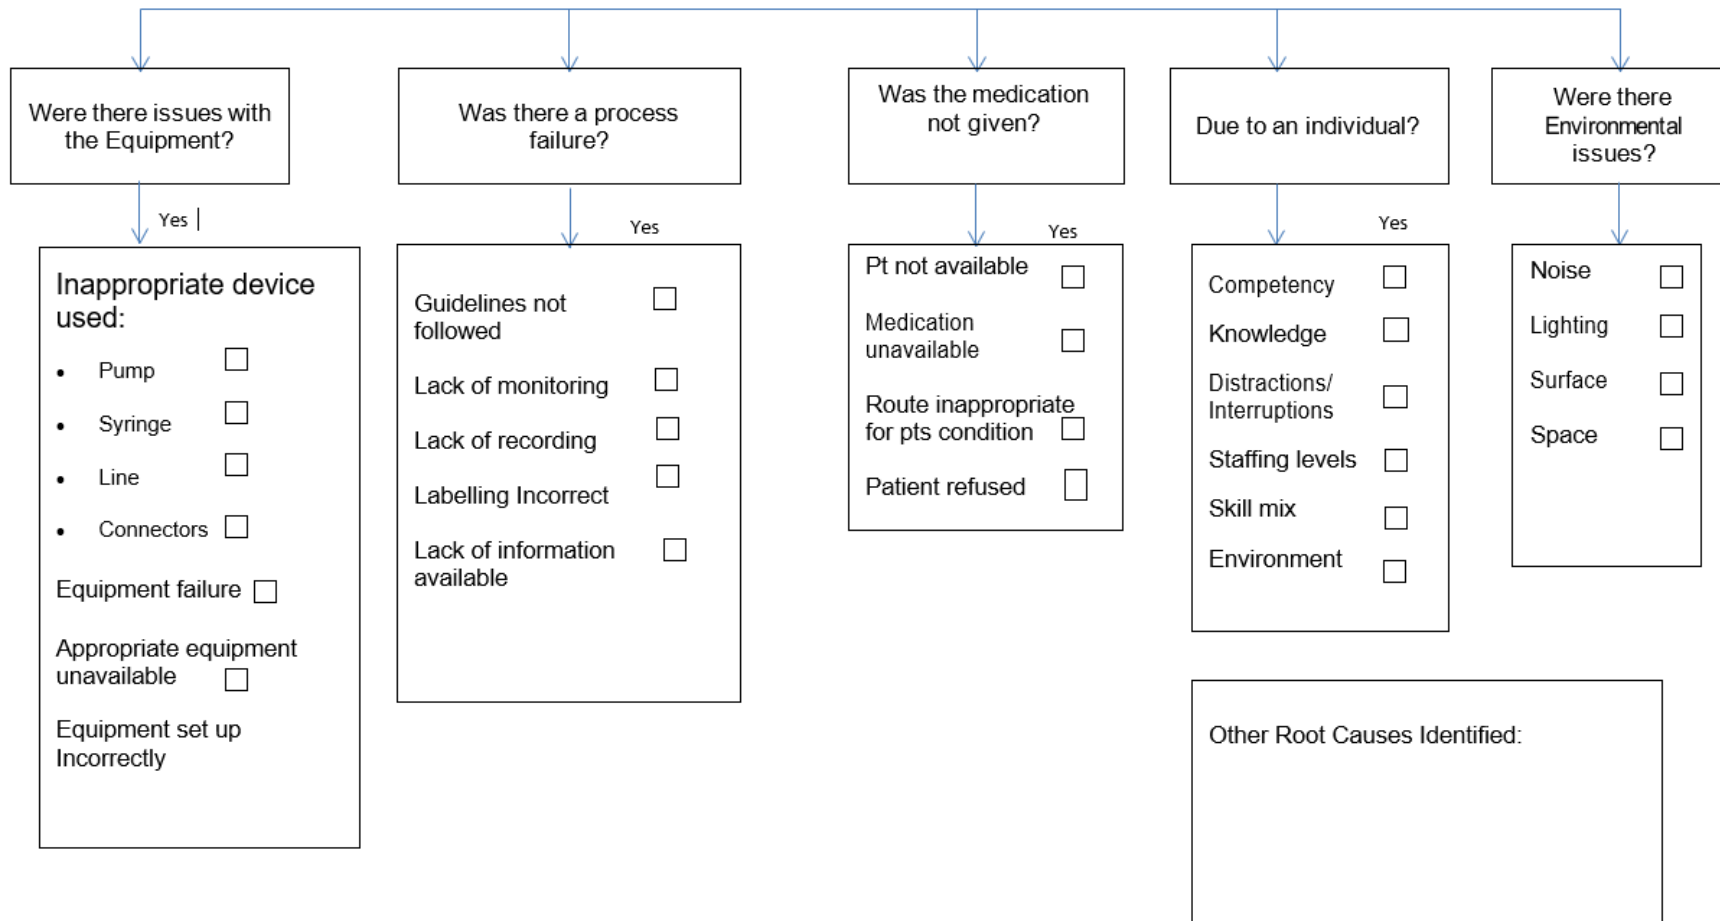 Were there issues with
the Equipment?
Was there a process
failure?
Was the medication
not given?
Due to an individual?
Were there
Environmental
issues?
Yes
Yes
Yes
Yes
Inappropriate device
used:
• Pump
• Syringe
• Line
• Connectors
Equipment failure
Appropriate equipment
unavailable
Equipment set up
Incorrectly
Guidelines not
followed
Lack of monitoring
Lack of recording
Labelling Incorrect
Lack of information
available
Pt not available
Medication
unavailable
Route inappropriate
for pts condition
Patient refused
Competency
Knowledge
Distractions/
Interruptions
Staffing levels
Skill mix
Environment
Noise
Lighting
Surface
Space
Other Root Causes Identified: